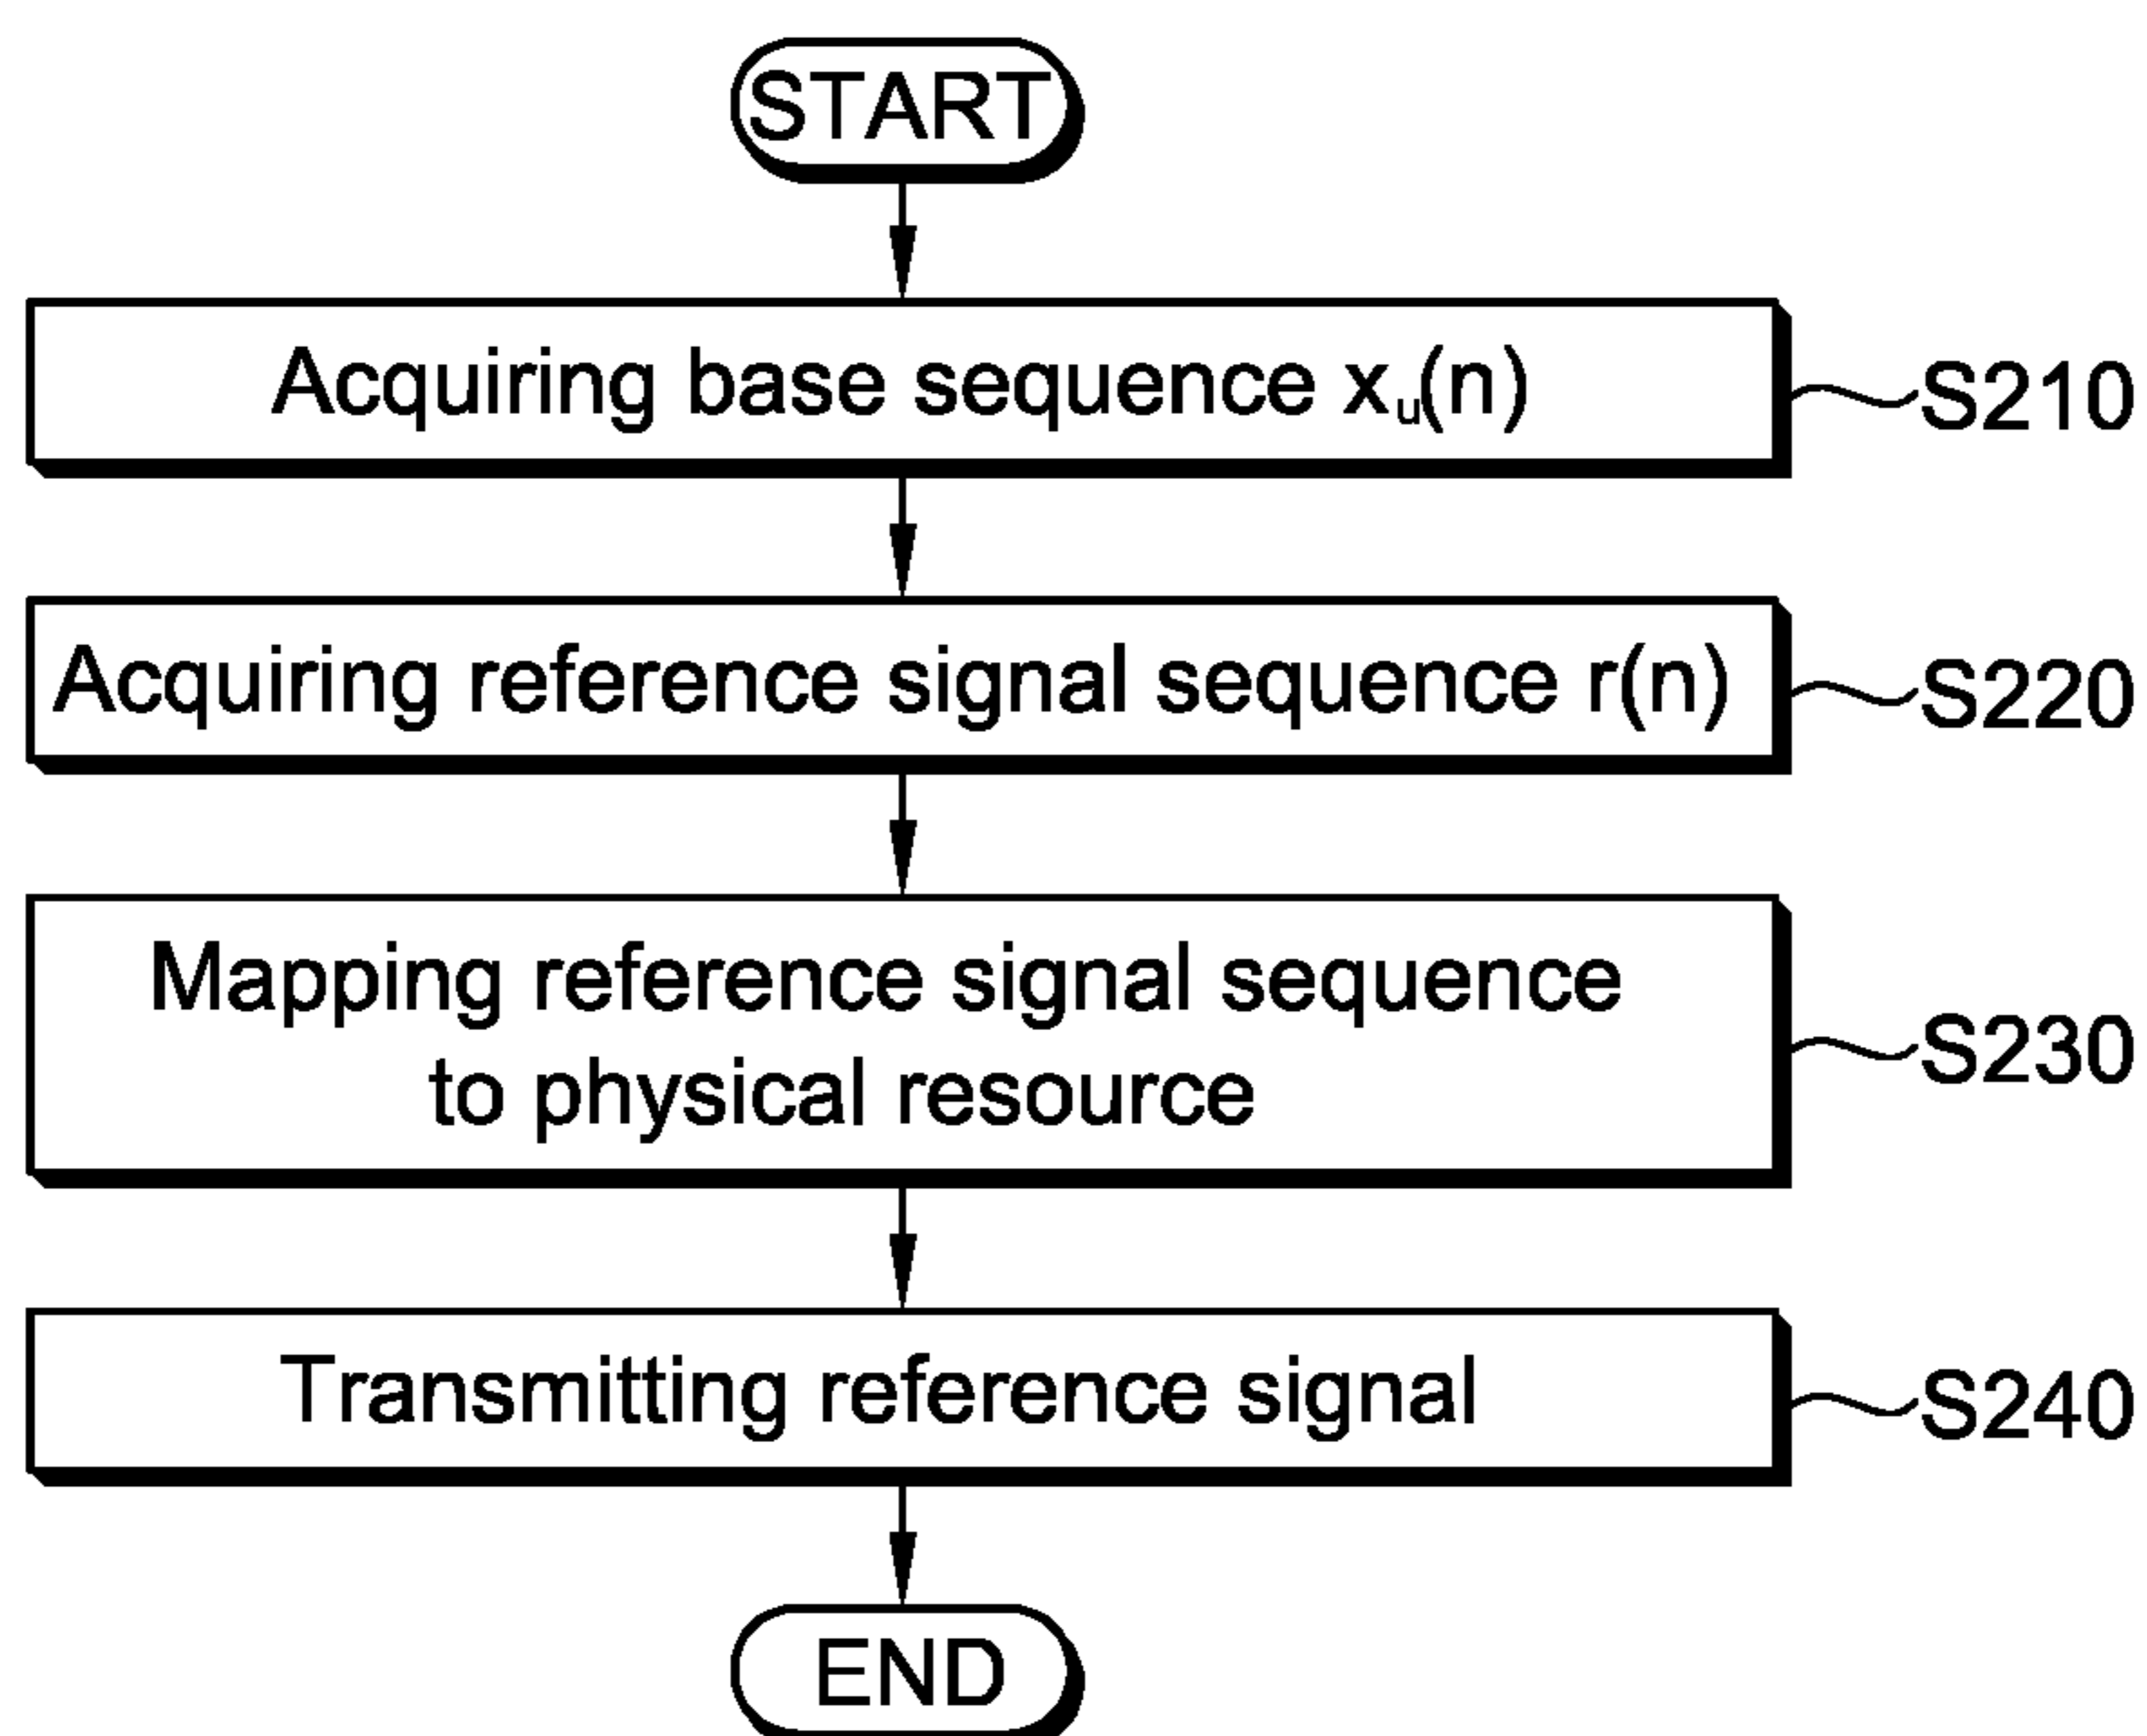 START
Acquiring base sequence xᵤ(n)
S210
Acquiring reference signal sequence r(n)
S220
Mapping reference signal sequence
to physical resource
S230
Transmitting reference signal
S240
END